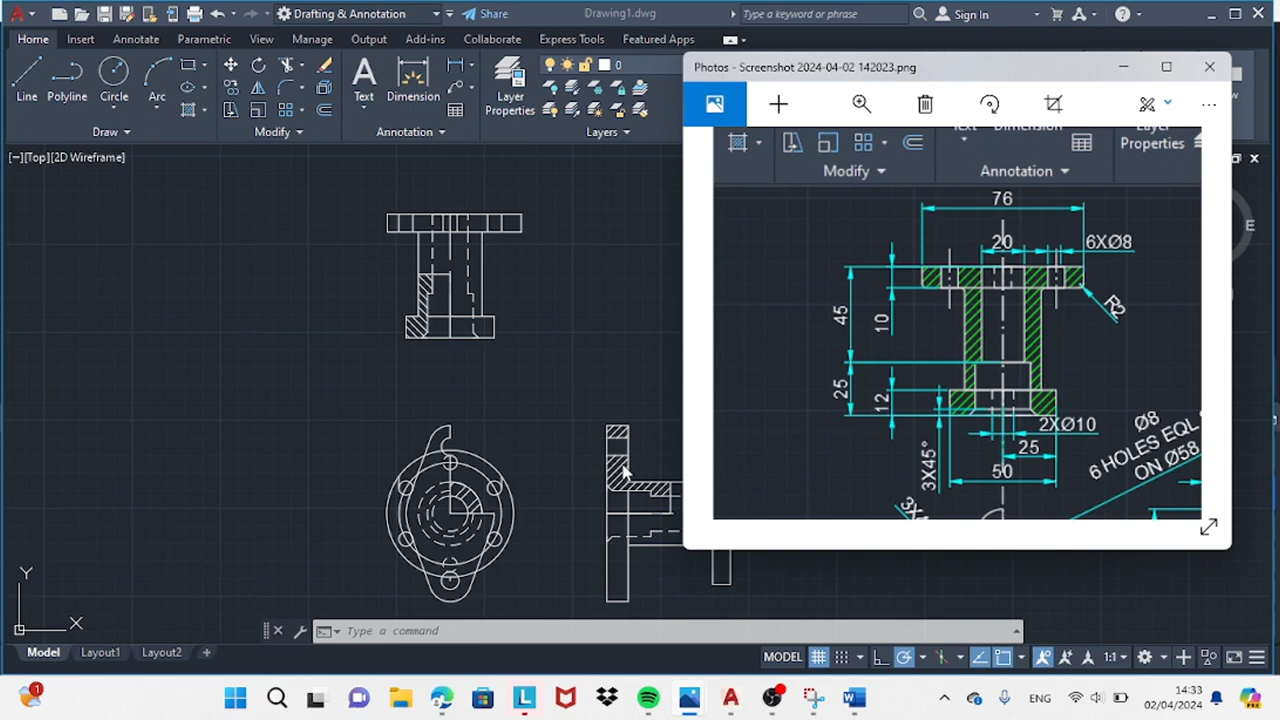 A
Drafting & Annotation
Share
Drawing1.dwg
Type a keyword or phrase
Sign In
Home
Insert
Annotate
Parametric
View
Manage
Output
Add-ins
Collaborate
Express Tools
Featured Apps
0
Line
Polyline
Circle
Arc
Text
Dimension
Layer
Properties
Draw
Modify
Annotation
Layers
[−][Top][2D Wireframe]
Photos - Screenshot 2024-04-02 142023.png
Dimension
Properties
Modify
Annotation
76
20
6XØ8
R2
45
10
25
12
2XØ10
25
3X45°
50
Ø8
6 HOLES EQL
ON Ø58
E
Y
X
Type a command
Model
Layout1
Layout2
MODEL
1:1
ENG
14:33
02/04/2024
1